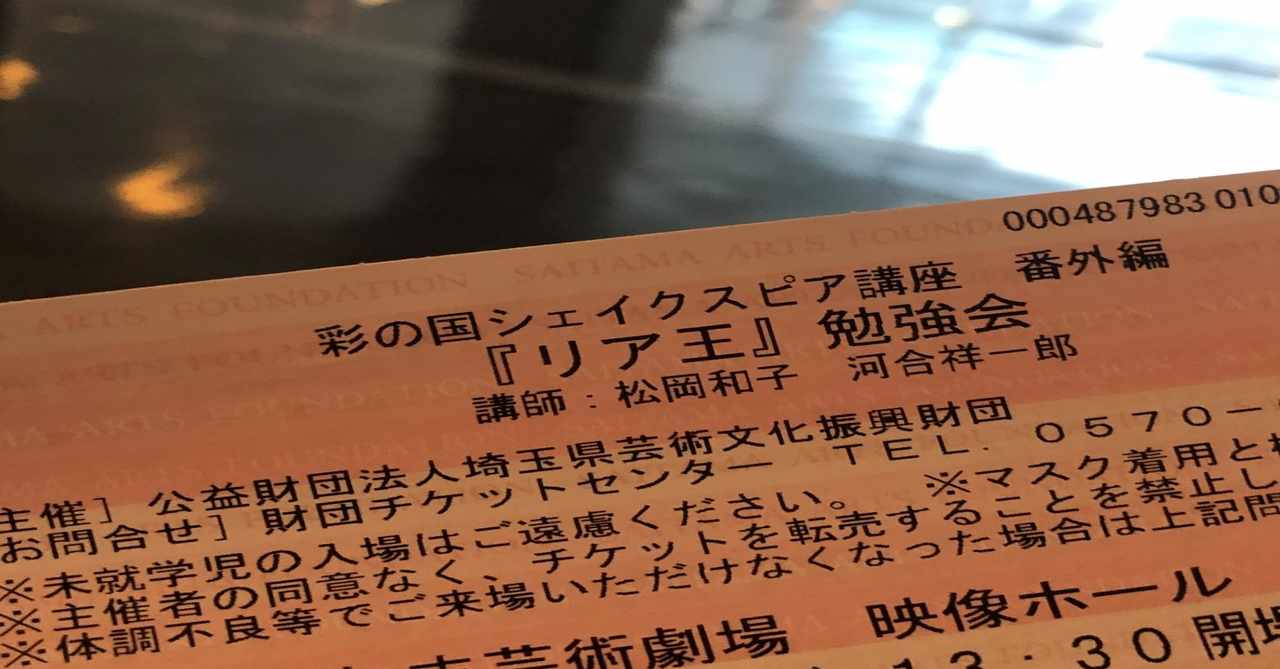 000487983 010
彩の国シェイクスピア講座 番外編
『リア王』勉強会
講師：松岡和子 河合祥一郎
主催］ 公益財団法人埼玉県芸術文化振興財団
お問合せ］財団チケットセンター TEL. 0570－
※未就学児の入場はご遠慮ください。 ※マスク着用と
※主催者の同意なく、チケットを転売することを禁止し
※体調不良等でご来場いただけなくなった場合は上記問
芸術劇場 映像ホール
13：30開場
SAITAMA ARTS FOUNDATION